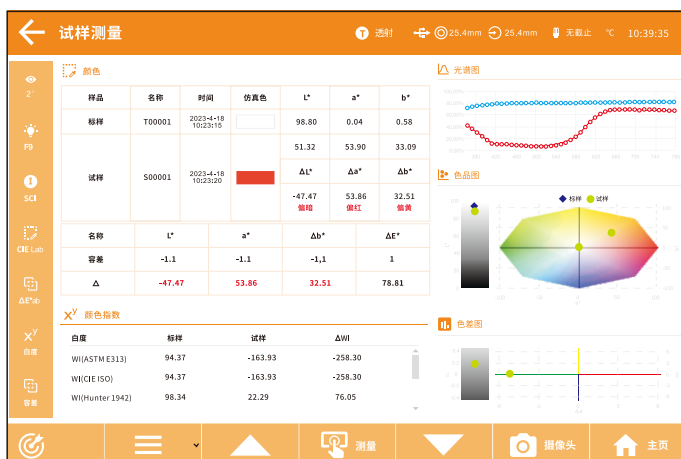 试样测量
T 透射 25.4mm 25.4mm 无截止 °C 10:39:35
2°
F9
I
SCI
CIE Lab
ΔE*ab
xy
白度
容差
颜色
样品 名称 时间 仿真色 L* a* b*
标样 T00001 2023-4-18 10:23:15 98.80 0.04 0.58
51.32 53.90 33.09
试样 S00001 2023-4-18 10:23:20 ΔL* Δa* Δb*
-47.47 53.86 32.51
偏暗 偏红 偏黄
名称 L* a* Δb* ΔE*
容差 -1.1 -1.1 -1,1 1
Δ -47.47 53.86 32.51 78.81
xy 颜色指数
白度 标样 试样 ΔWI
WI(ASTM E313) 94.37 -163.93 -258.30
WI(CIE ISO) 94.37 -163.93 -258.30
WI(Hunter 1942) 98.34 22.29 76.05
光谱图
色品图
标样 试样
色差图
测量 摄像头 主页